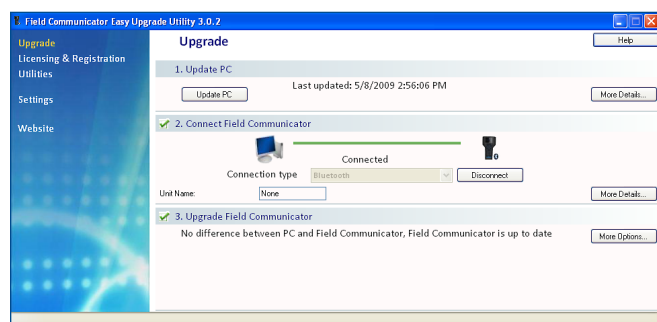 Field Communicator Easy Upgrade Utility 3.0.2
Upgrade
Licensing & Registration
Utilities
Settings
Website
Upgrade
Help
1. Update PC
Update PC
Last updated: 5/8/2009 2:56:06 PM
More Details...
2. Connect Field Communicator
0
Connected
Connection type
Bluetooth
Disconnect
Unit Name:
None
More Details...
3. Upgrade Field Communicator
No difference between PC and Field Communicator, Field Communicator is up to date
More Options...